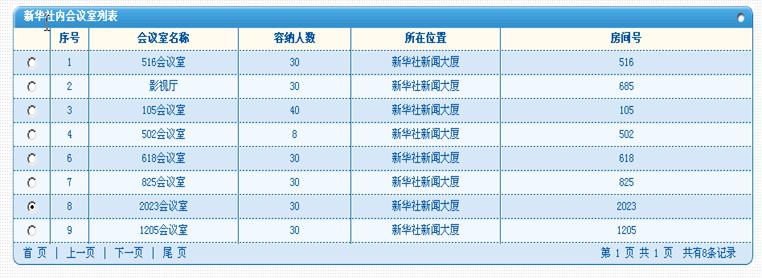 新华社内会议室列表
序号 会议室名称 容纳人数 所在位置 房间号
1 516会议室 30 新华社新闻大厦 516
2 影视厅 30 新华社新闻大厦 685
3 105会议室 40 新华社新闻大厦 105
4 502会议室 8 新华社新闻大厦 502
6 618会议室 30 新华社新闻大厦 618
7 825会议室 30 新华社新闻大厦 825
8 2023会议室 30 新华社新闻大厦 2023
9 1205会议室 30 新华社新闻大厦 1205
首 页 | 上一页 | 下一页 | 尾 页 第 1 页 共 1 页 共有8条记录